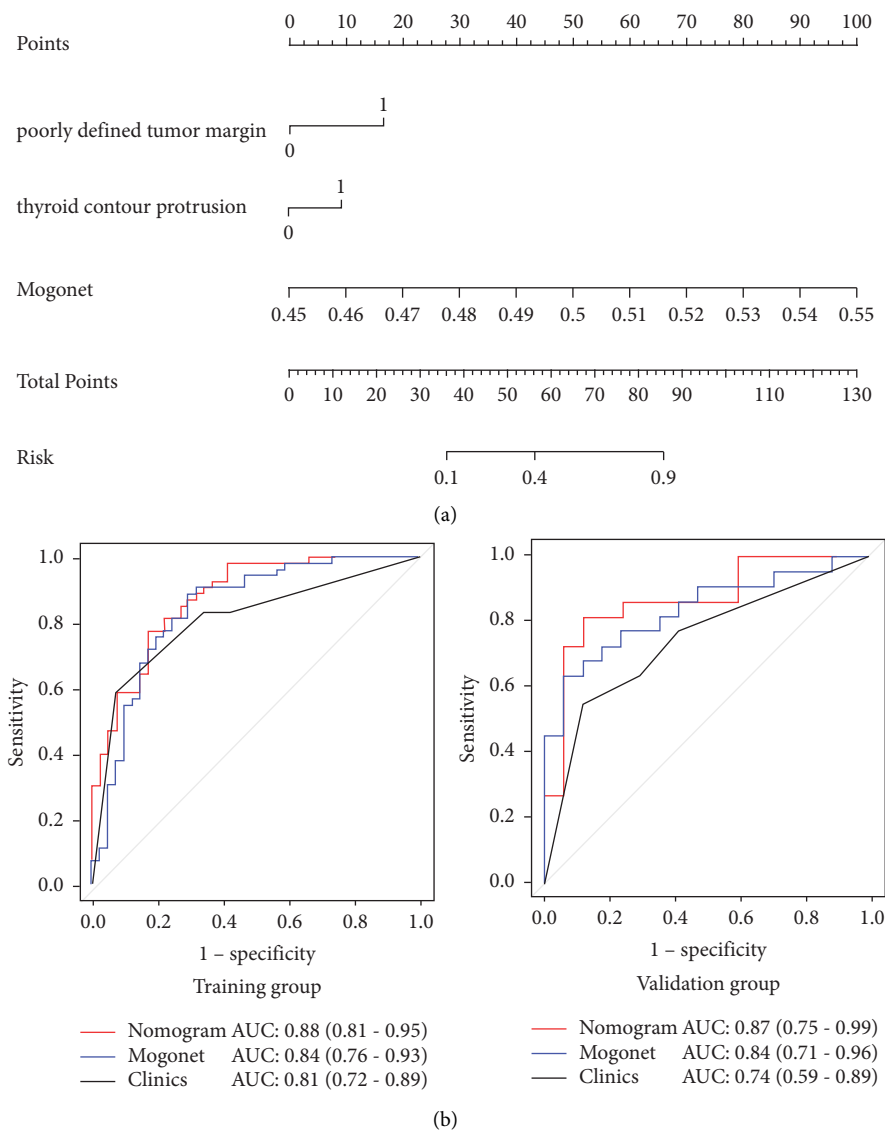 0 10 20 30 40 50 60 70 80 90 100
Points
1
poorly defined tumor margin
0
1
thyroid contour protrusion
0
Mogonet
0.45 0.46 0.47 0.48 0.49 0.5 0.51 0.52 0.53 0.54 0.55
Total Points
0 10 20 30 40 50 60 70 80 90 110 130
Risk
0.1 0.4 0.9
(a)
1.0
0.8
0.6
0.4
0.2
0.0
Sensitivity
0.0 0.2 0.4 0.6 0.8 1.0
1 – specificity
Training group
Nomogram AUC: 0.88 (0.81 - 0.95)
Mogonet AUC: 0.84 (0.76 - 0.93)
Clinics AUC: 0.81 (0.72 - 0.89)
1.0
0.8
0.6
0.4
0.2
0.0
Sensitivity
0.0 0.2 0.4 0.6 0.8 1.0
1 – specificity
Validation group
Nomogram AUC: 0.87 (0.75 - 0.99)
Mogonet AUC: 0.84 (0.71 - 0.96)
Clinics AUC: 0.74 (0.59 - 0.89)
(b)